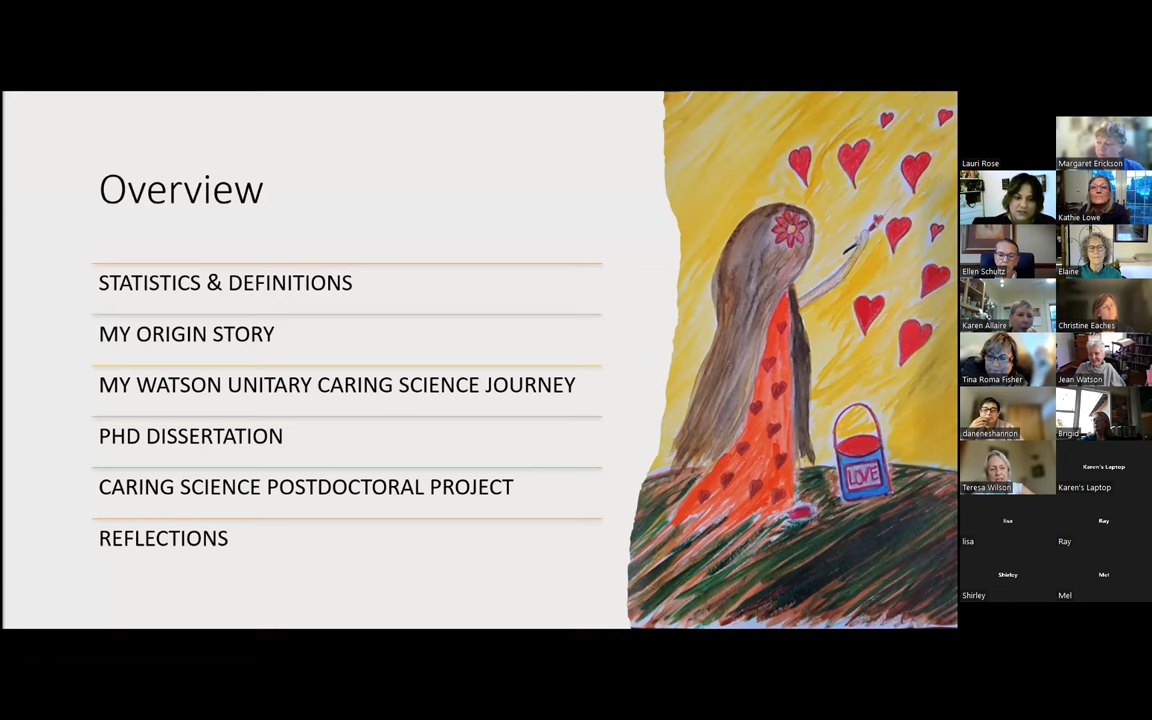 Overview
STATISTICS & DEFINITIONS
MY ORIGIN STORY
MY WATSON UNITARY CARING SCIENCE JOURNEY
PHD DISSERTATION
CARING SCIENCE POSTDOCTORAL PROJECT
REFLECTIONS
LOVE
Lauri Rose
Margaret Erickson
Kathie Lowe
Ellen Schultz
Elaine
Karen Allaire
Christine Eaches
Tina Roma Fisher
Jean Watson
daneneshannon
Brigid
Teresa Wilson
Karen's Laptop
Karen's Laptop
lisa
Ray
lisa
Ray
Shirley
Mel
Shirley
Mel